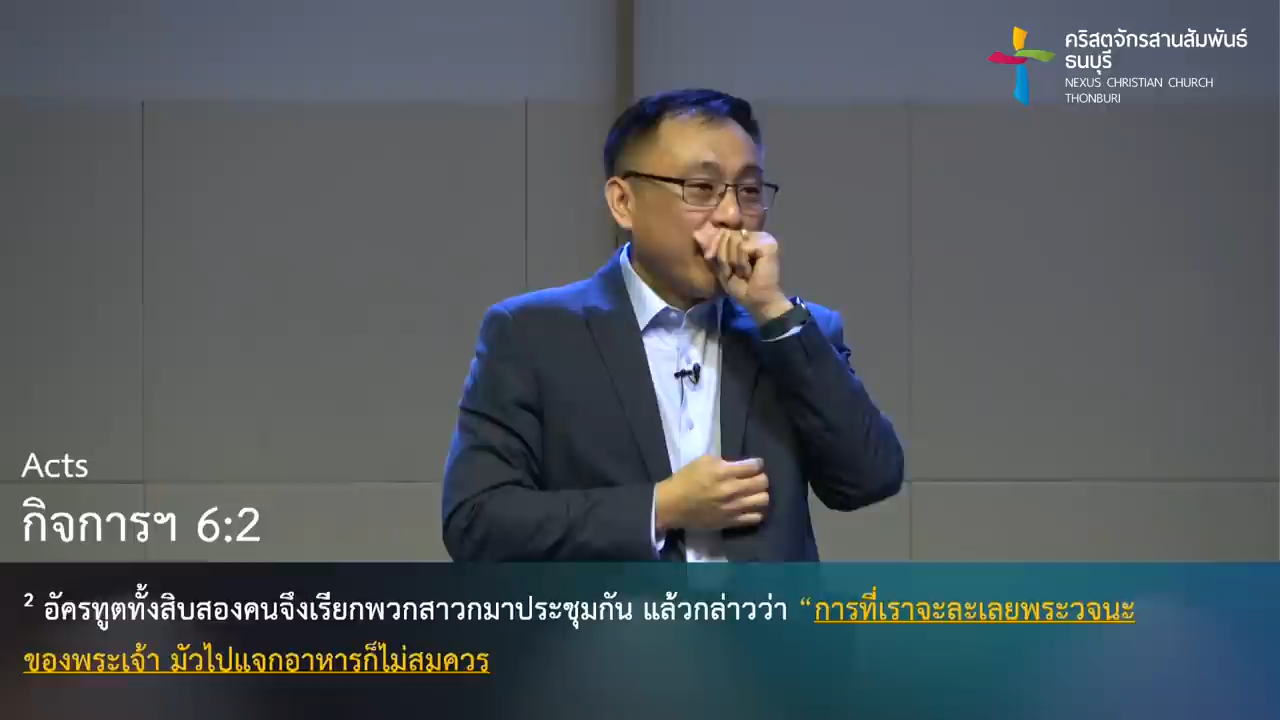 คริสตจักรสานสัมพันธ์
ธนบุรี
NEXUS CHRISTIAN CHURCH
THONBURI
Acts
กิจการฯ 6:2
² อัครทูตทั้งสิบสองคนจึงเรียกพวกสาวกมาประชุมกัน แล้วกล่าวว่า “การที่เราจะละเลยพระวจนะ
ของพระเจ้า มัวไปแจกอาหารก็ไม่สมควร